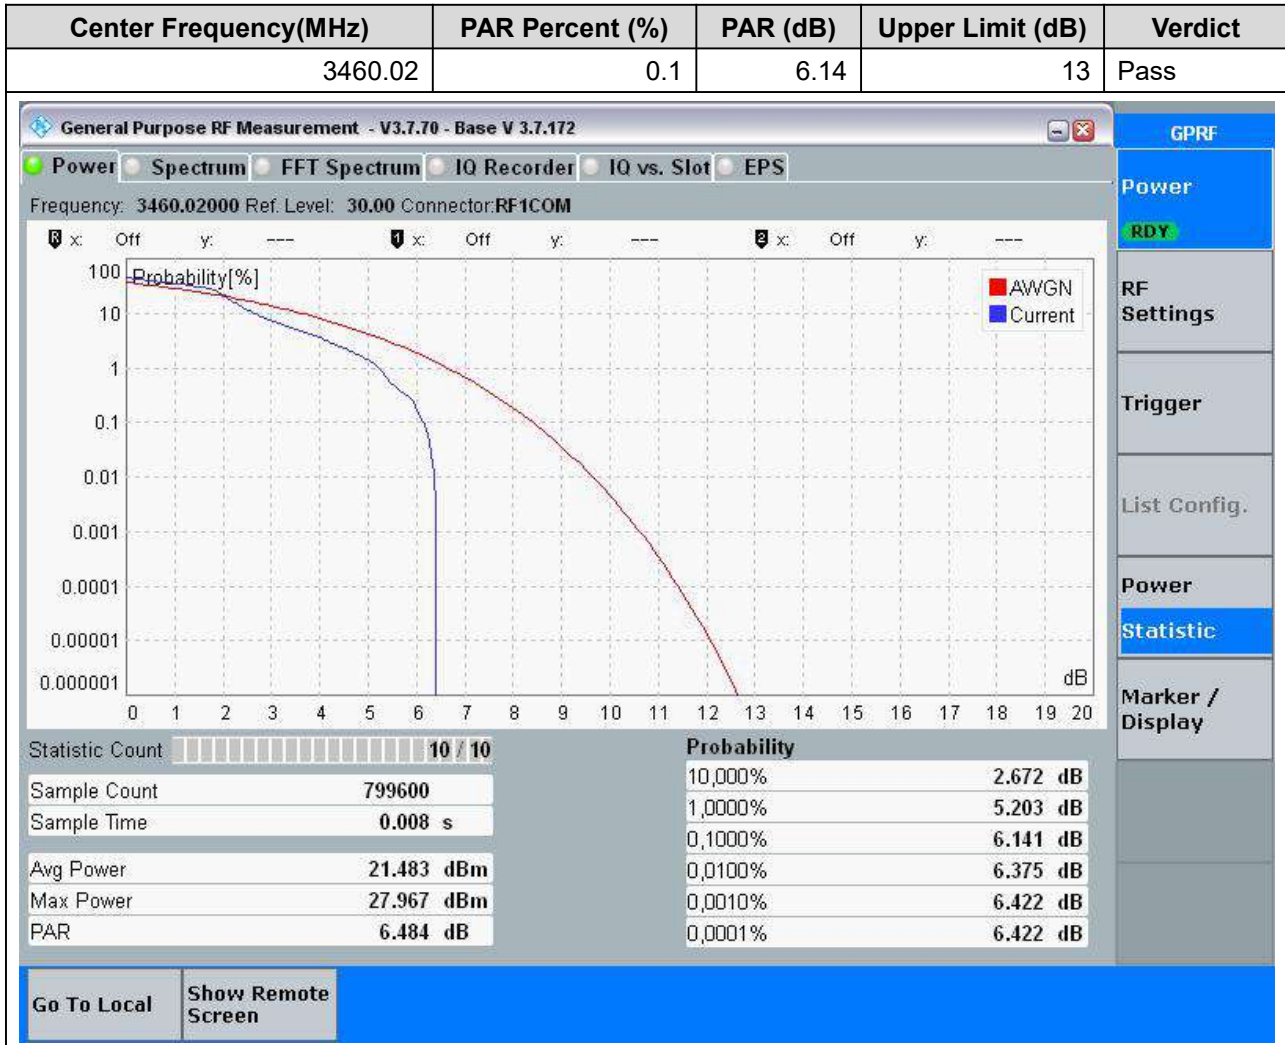 Center Frequency(MHz) PAR Percent (%) PAR (dB) Upper Limit (dB) Verdict
3460.02 0.1 6.14 13 Pass
General Purpose RF Measurement - V3.7.70 - Base V 3.7.172
GPRF
Power Spectrum FFT Spectrum IQ Recorder IQ vs. Slot EPS
Frequency: 3460.02000 Ref. Level: 30.00 Connector:RF1COM
Power
RDY
R x: Off y: --- 1 x: Off y: --- 2 x: Off y: ---
Probability[%]
AWGN
Current
100
10
1
0.1
0.01
0.001
0.0001
0.00001
0.000001
dB
0 1 2 3 4 5 6 7 8 9 10 11 12 13 14 15 16 17 18 19 20
RF
Settings
Trigger
List Config.
Power
Statistic
Marker /
Display
Statistic Count 10 / 10
Sample Count 799600
Sample Time 0.008 s
Avg Power 21.483 dBm
Max Power 27.967 dBm
PAR 6.484 dB
Probability
10,000% 2.672 dB
1,0000% 5.203 dB
0,1000% 6.141 dB
0,0100% 6.375 dB
0,0010% 6.422 dB
0,0001% 6.422 dB
Go To Local
Show Remote
Screen